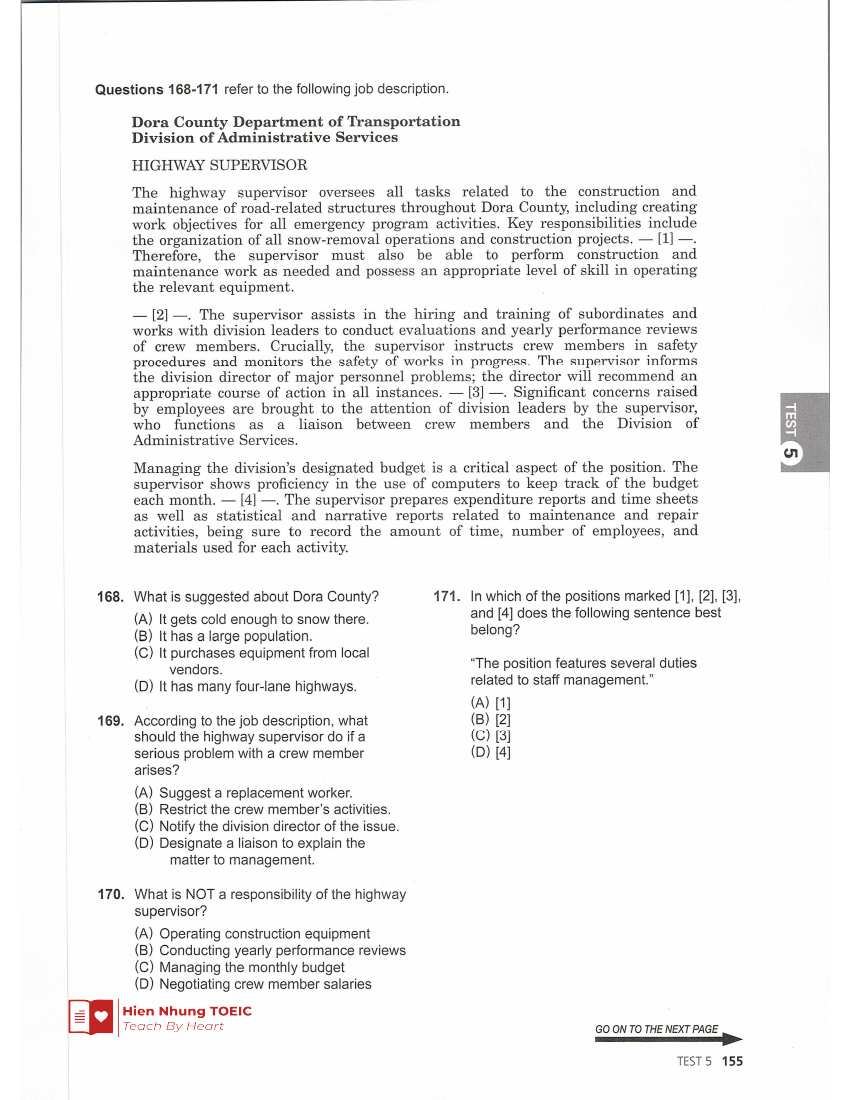 Questions 168-171 refer to the following job description.
Dora County Department of Transportation
Division of Administrative Services
HIGHWAY SUPERVISOR
The highway supervisor oversees all tasks related to the construction and
maintenance of road-related structures throughout Dora County, including creating
work objectives for all emergency program activities. Key responsibilities include
the organization of all snow-removal operations and construction projects. — [1] —.
Therefore, the supervisor must also be able to perform construction and
maintenance work as needed and possess an appropriate level of skill in operating
the relevant equipment.
— [2] —. The supervisor assists in the hiring and training of subordinates and
works with division leaders to conduct evaluations and yearly performance reviews
of crew members. Crucially, the supervisor instructs crew members in safety
procedures and monitors the safety of works in progress. The supervisor informs
the division director of major personnel problems; the director will recommend an
appropriate course of action in all instances. — [3] —. Significant concerns raised
by employees are brought to the attention of division leaders by the supervisor,
who functions as a liaison between crew members and the Division of
Administrative Services.
Managing the division's designated budget is a critical aspect of the position. The
supervisor shows proficiency in the use of computers to keep track of the budget
each month. — [4] —. The supervisor prepares expenditure reports and time sheets
as well as statistical and narrative reports related to maintenance and repair
activities, being sure to record the amount of time, number of employees, and
materials used for each activity.
168. What is suggested about Dora County?
(A) It gets cold enough to snow there.
(B) It has a large population.
(C) It purchases equipment from local
vendors.
(D) It has many four-lane highways.
169. According to the job description, what
should the highway supervisor do if a
serious problem with a crew member
arises?
(A) Suggest a replacement worker.
(B) Restrict the crew member's activities.
(C) Notify the division director of the issue.
(D) Designate a liaison to explain the
matter to management.
170. What is NOT a responsibility of the highway
supervisor?
(A) Operating construction equipment
(B) Conducting yearly performance reviews
(C) Managing the monthly budget
(D) Negotiating crew member salaries
171. In which of the positions marked [1], [2], [3],
and [4] does the following sentence best
belong?
"The position features several duties
related to staff management."
(A) [1]
(B) [2]
(C) [3]
(D) [4]
TEST 5
Hien Nhung TOEIC
Teach By Heart
GO ON TO THE NEXT PAGE
TEST 5 155